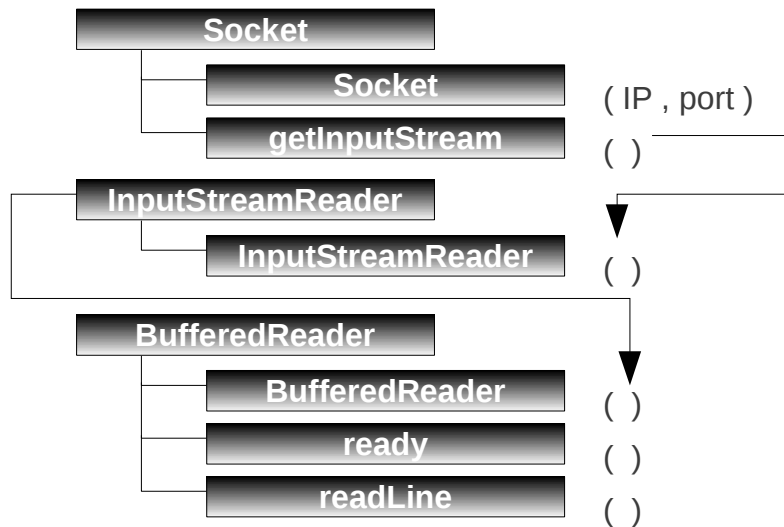 Socket
Socket ( IP , port )
getInputStream ( )
InputStreamReader
InputStreamReader ( )
BufferedReader
BufferedReader ( )
ready ( )
readLine ( )